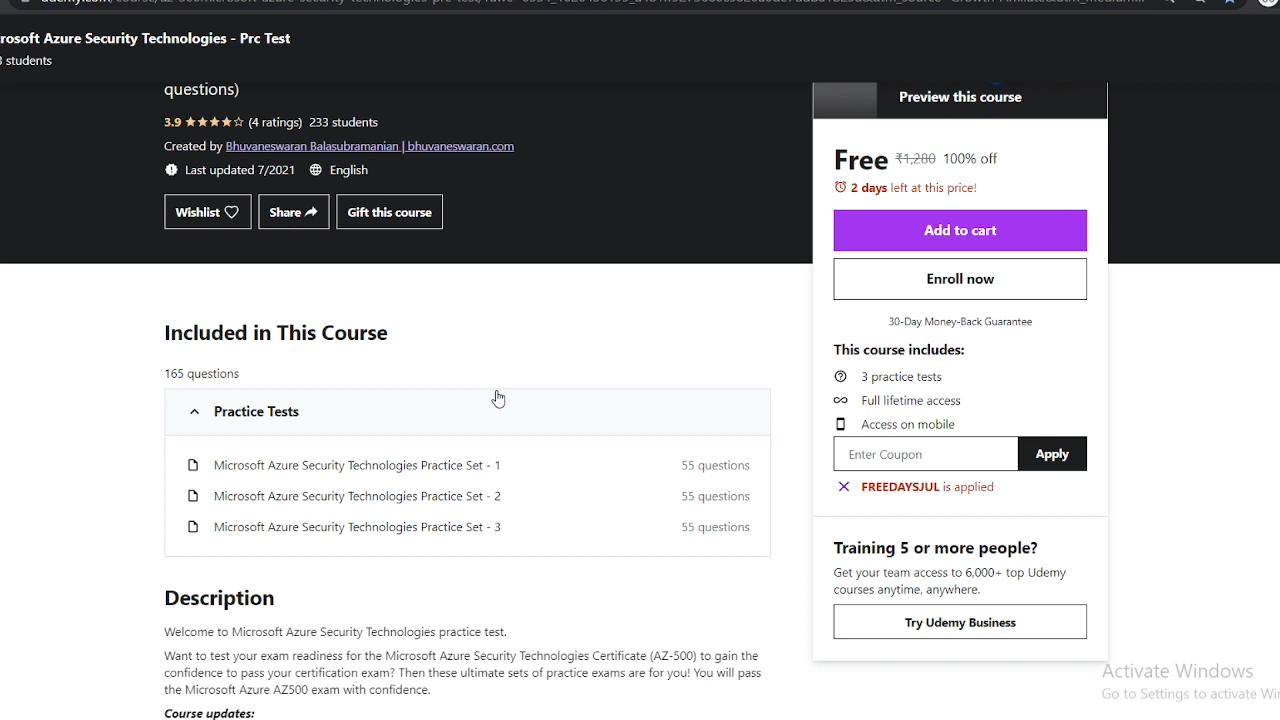 rosoft Azure Security Technologies - Prc Test
students
questions)
3.9 (4 ratings) 233 students
Created by Bhuvaneswaran Balasubramanian | bhuvaneswaran.com
Last updated 7/2021 English
Wishlist Share Gift this course
Preview this course
Free ₹1,280 100% off
2 days left at this price!
Add to cart
Enroll now
30-Day Money-Back Guarantee
This course includes:
3 practice tests
Full lifetime access
Access on mobile
Enter Coupon Apply
FREEDAYSJUL is applied
Training 5 or more people?
Get your team access to 6,000+ top Udemy
courses anytime, anywhere.
Try Udemy Business
Included in This Course
165 questions
Practice Tests
Microsoft Azure Security Technologies Practice Set - 1 55 questions
Microsoft Azure Security Technologies Practice Set - 2 55 questions
Microsoft Azure Security Technologies Practice Set - 3 55 questions
Description
Welcome to Microsoft Azure Security Technologies practice test.
Want to test your exam readiness for the Microsoft Azure Security Technologies Certificate (AZ-500) to gain the
confidence to pass your certification exam? Then these ultimate sets of practice exams are for you! You will pass
the Microsoft Azure AZ500 exam with confidence.
Course updates:
Activate Windows
Go to Settings to activate Wi